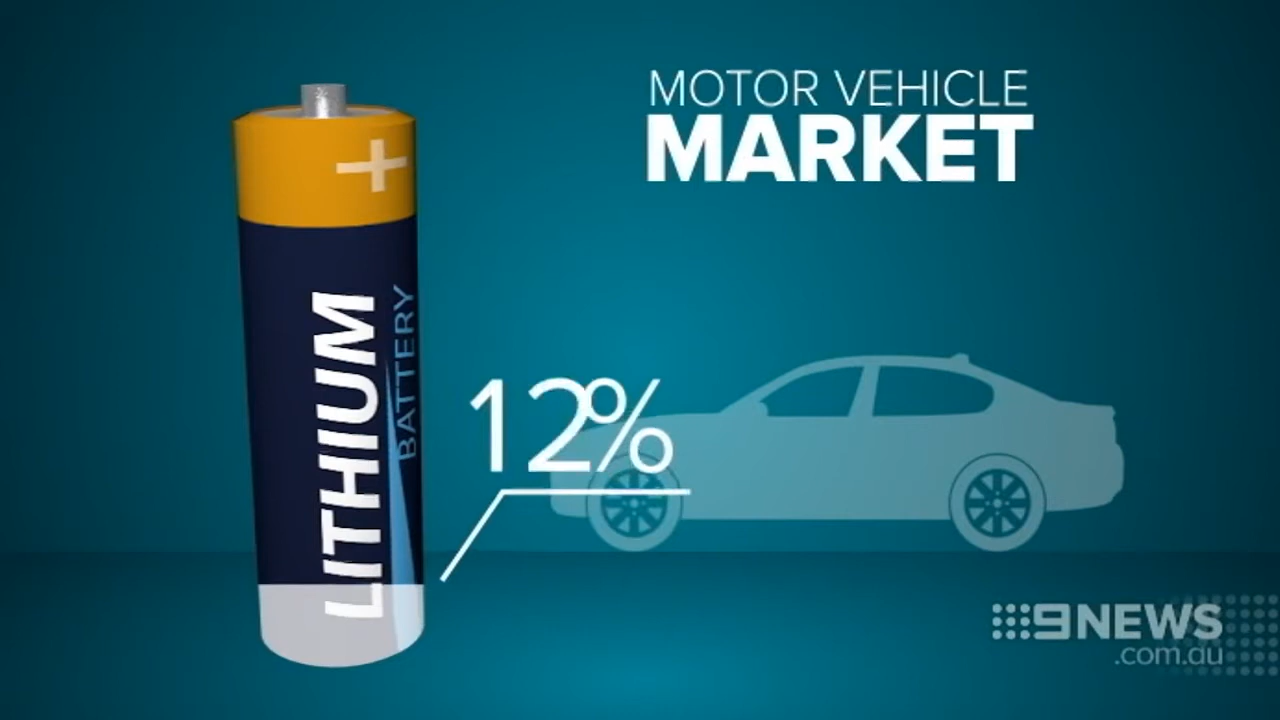 MOTOR VEHICLE
MARKET
+
LITHIUM
BATTERY
12%
9NEWS
.com.au